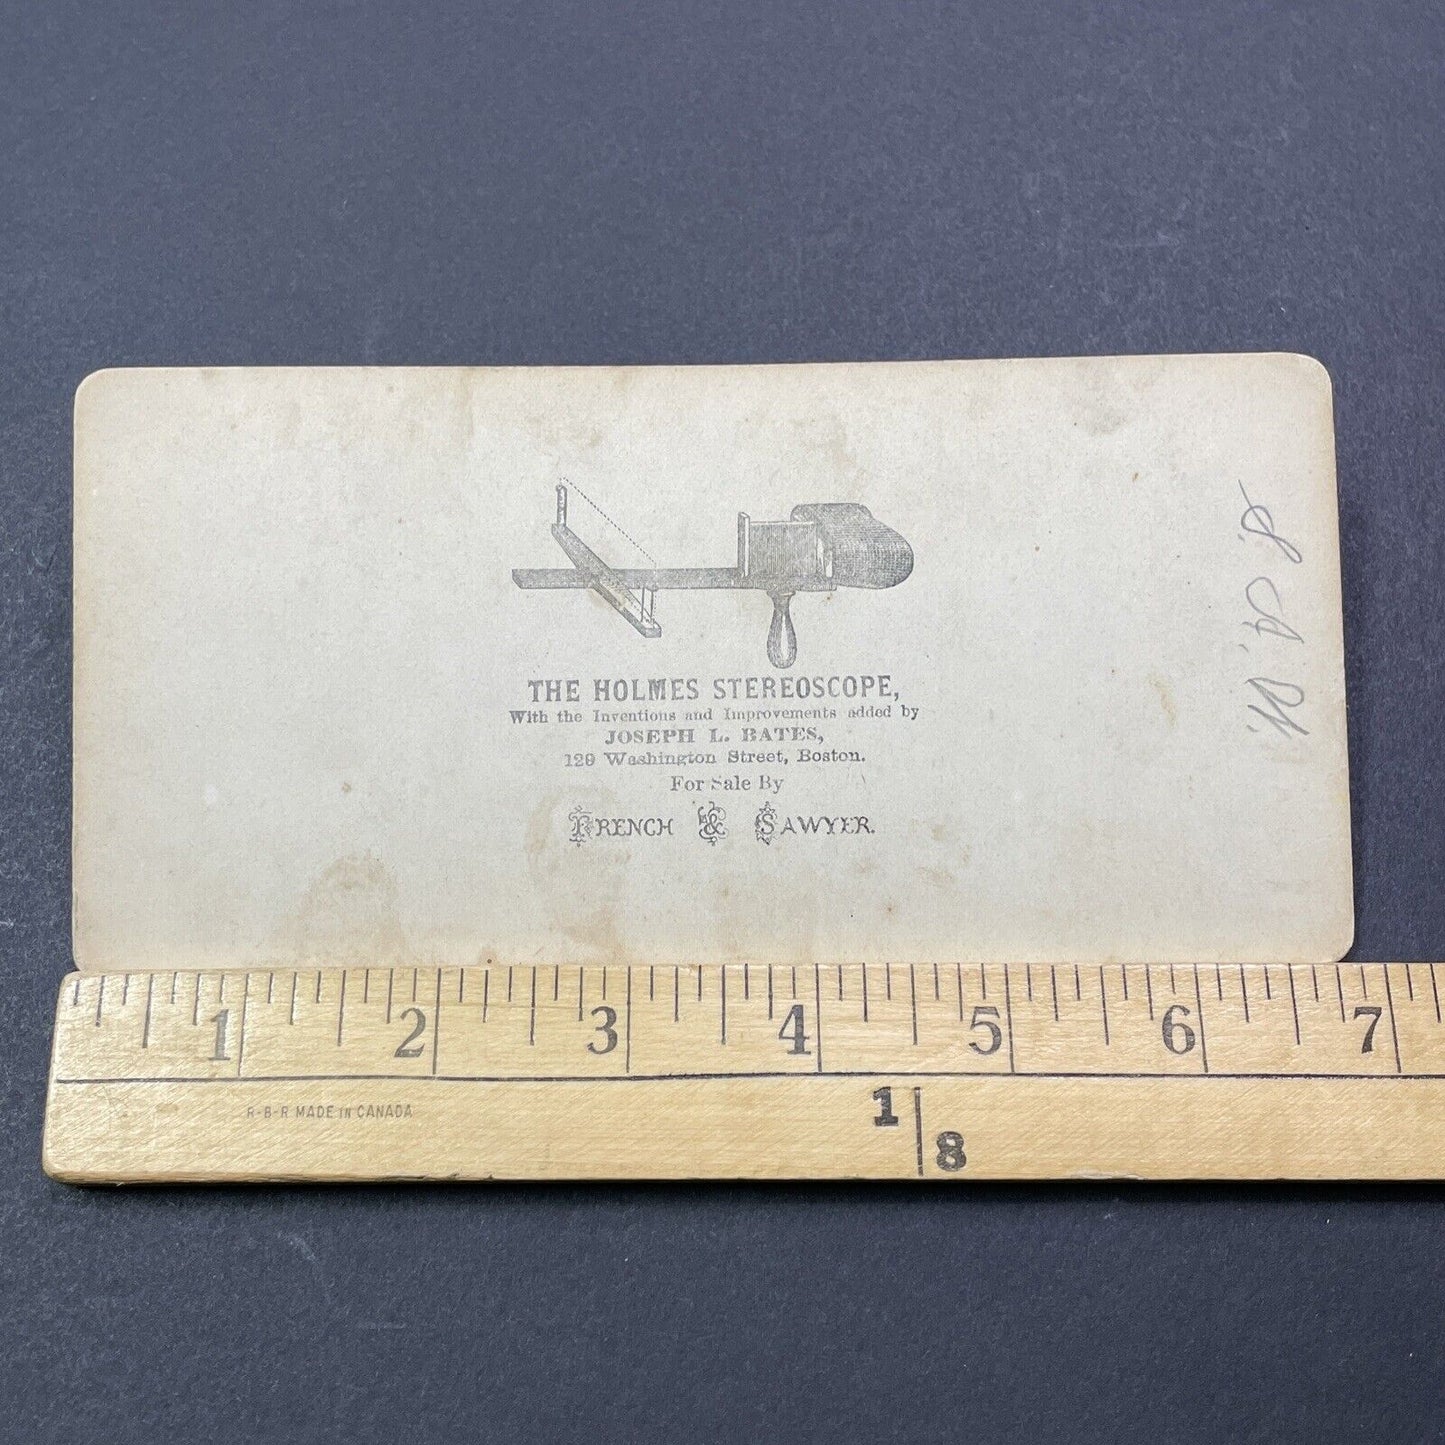 THE HOLMES STEREOSCOPE,
With the Inventions and Improvements added by
JOSEPH L. BATES,
129 Washington Street, Boston.
For Sale By
FRENCH & SAWYER.
1 2 3 4 5 6 7
R-B-R MADE IN CANADA
1
8